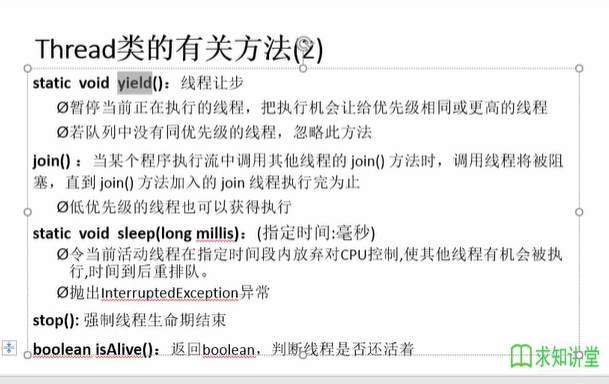 Thread类的有关方法(2)
static void yield()：线程让步
Ø暂停当前正在执行的线程，把执行机会让给优先级相同或更高的线程
Ø若队列中没有同优先级的线程，忽略此方法
join() ：当某个程序执行流中调用其他线程的 join() 方法时，调用线程将被阻
塞，直到 join() 方法加入的 join 线程执行完为止
Ø低优先级的线程也可以获得执行
static void sleep(long millis)：(指定时间:毫秒)
Ø令当前活动线程在指定时间段内放弃对CPU控制,使其他线程有机会被执
行,时间到后重排队。
Ø抛出InterruptedException异常
stop(): 强制线程生命期结束
boolean isAlive()：返回boolean，判断线程是否还活着
求知讲堂